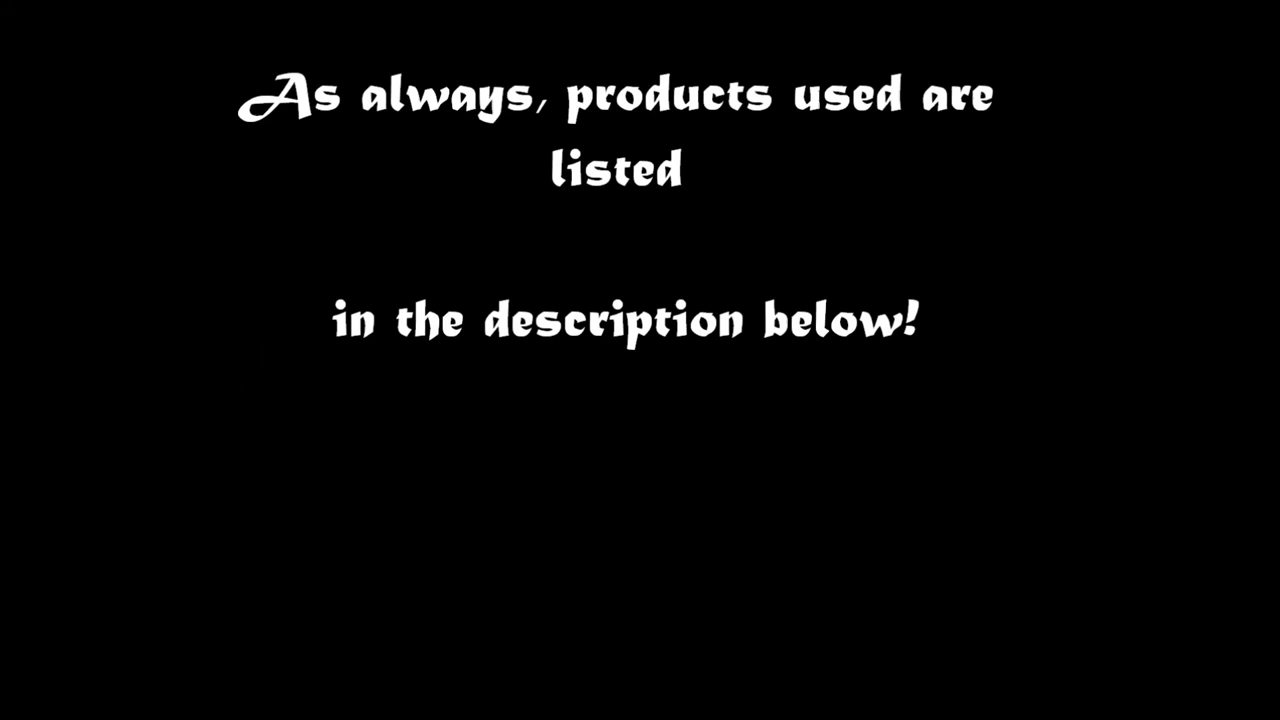 As always, products used are
listed
in the description below!